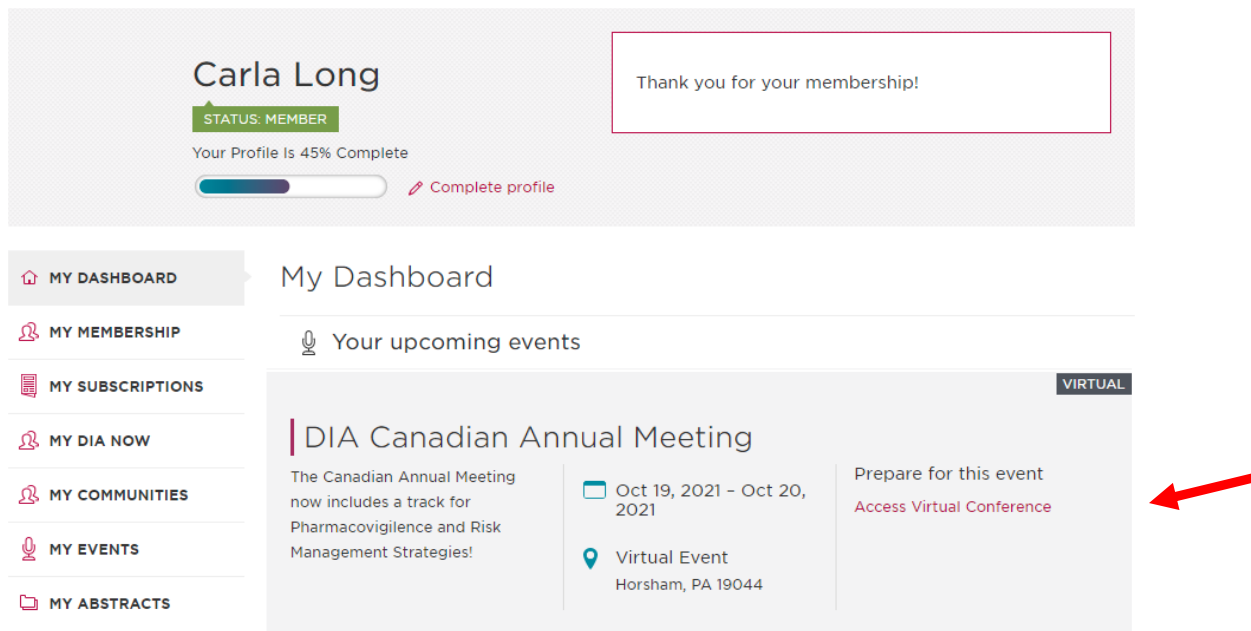 Carla Long
STATUS: MEMBER
Your Profile Is 45% Complete
Complete profile
Thank you for your membership!
MY DASHBOARD
MY MEMBERSHIP
MY SUBSCRIPTIONS
MY DIA NOW
MY COMMUNITIES
MY EVENTS
MY ABSTRACTS
My Dashboard
Your upcoming events
VIRTUAL
DIA Canadian Annual Meeting
The Canadian Annual Meeting
now includes a track for
Pharmacovigilence and Risk
Management Strategies!
Oct 19, 2021 – Oct 20,
2021
Virtual Event
Horsham, PA 19044
Prepare for this event
Access Virtual Conference